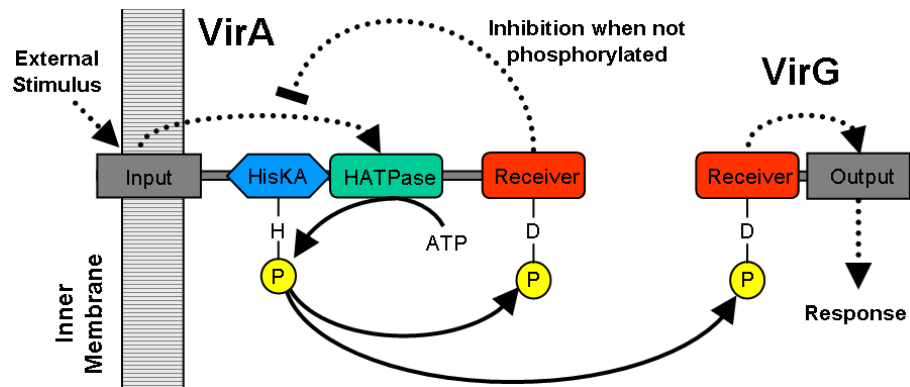 VirA
Inhibition when not
phosphorylated
External
Stimulus
VirG
Input
HisKA
HATPase
Receiver
Receiver
Output
H
ATP
D
D
P
P
P
Inner
Membrane
Response